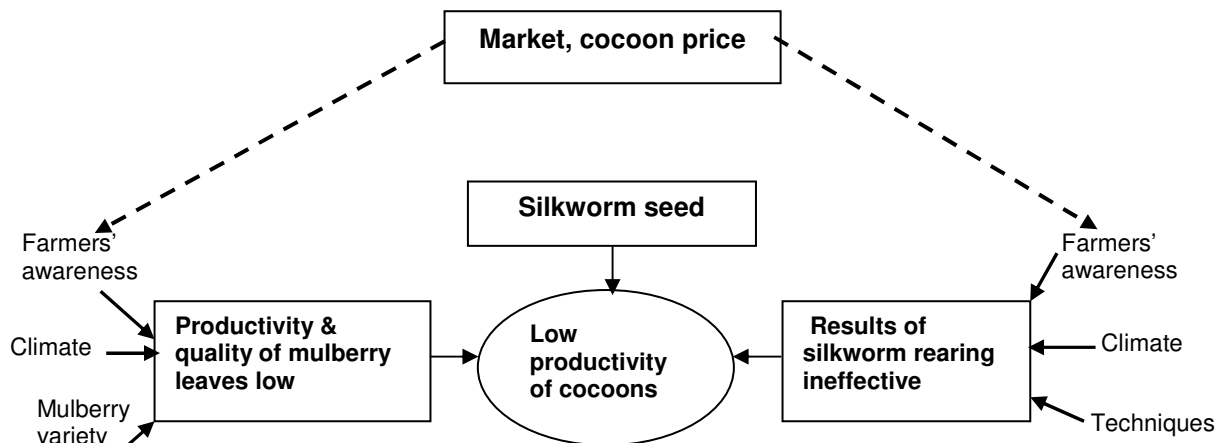 Market, cocoon price
Silkworm seed
Farmers'
awareness
Farmers'
awareness
Productivity &
quality of mulberry
leaves low
Low
productivity
of cocoons
Results of
silkworm rearing
ineffective
Climate
Climate
Mulberry
variety
Techniques